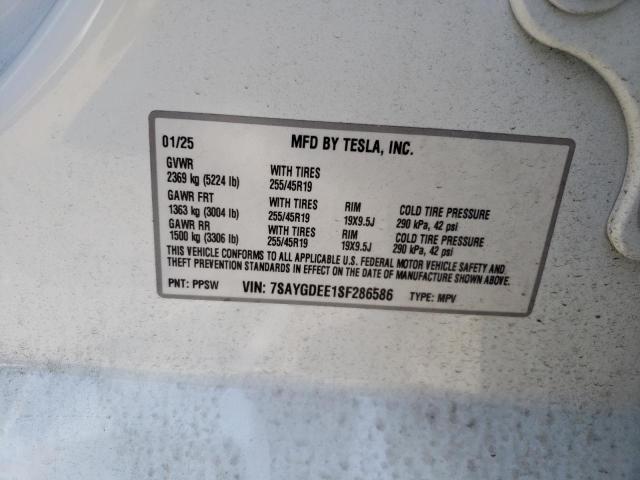 01/25 MFD BY TESLA, INC.
GVWR
2369 kg (5224 lb) WITH TIRES 255/45R19
GAWR FRT WITH TIRES RIM COLD TIRE PRESSURE
1363 kg (3004 lb) 255/45R19 19X9.5J 290 kPa, 42 psi
GAWR RR WITH TIRES RIM COLD TIRE PRESSURE
1500 kg (3306 lb) 255/45R19 19X9.5J 290 kPa, 42 psi
THIS VEHICLE CONFORMS TO ALL APPLICABLE U.S. FEDERAL MOTOR VEHICLE SAFETY AND
THEFT PREVENTION STANDARDS IN EFFECT ON THE DATE OF MANUFACTURE SHOWN ABOVE.
PNT: PPSW VIN: 7SAYGDEE1SF286586 TYPE: MPV